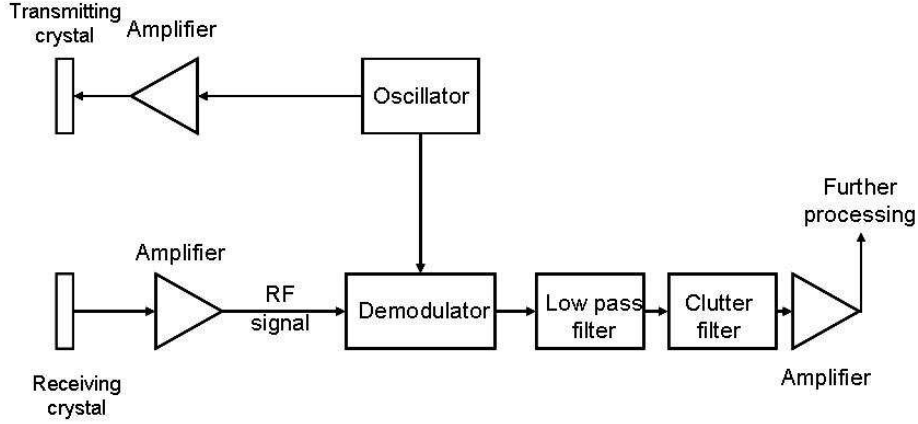 Transmitting
crystal
Amplifier
Oscillator
Further
processing
Amplifier
RF
signal
Demodulator
Low pass
filter
Clutter
filter
Receiving
crystal
Amplifier